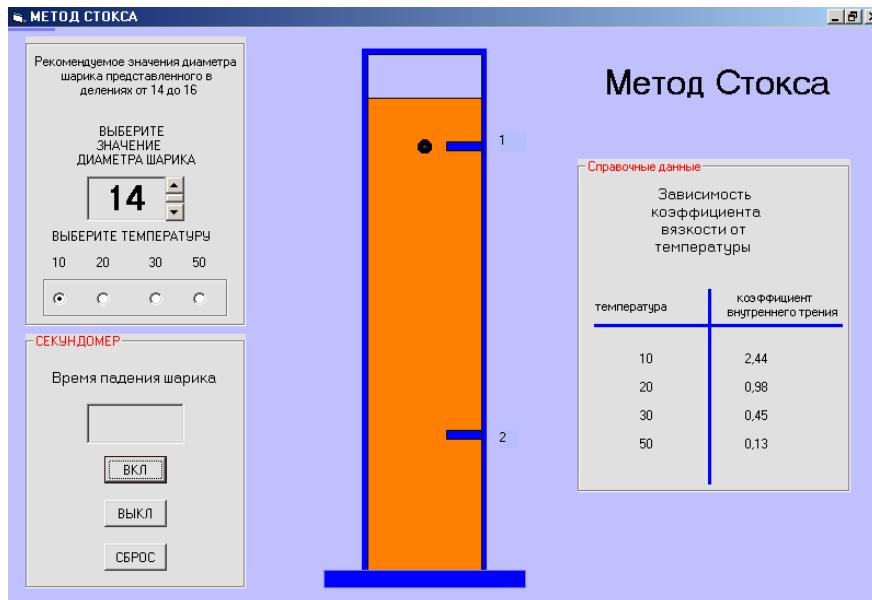 МЕТОД СТОКСА
Рекомендуемое значения диаметра
шарика представленного в
делениях от 14 до 16
ВЫБЕРИТЕ
ЗНАЧЕНИЕ
ДИАМЕТРА ШАРИКА
14
ВЫБЕРИТЕ ТЕМПЕРАТУРУ
10 20 30 50
СЕКУНДОМЕР
Время падения шарика
ВКЛ
ВЫКЛ
СБРОС
1
2
Метод Стокса
Справочные данные
Зависимость
коэффициента
вязкости от
температуры
температура
коэффициент
внутреннего трения
10 2,44
20 0,98
30 0,45
50 0,13